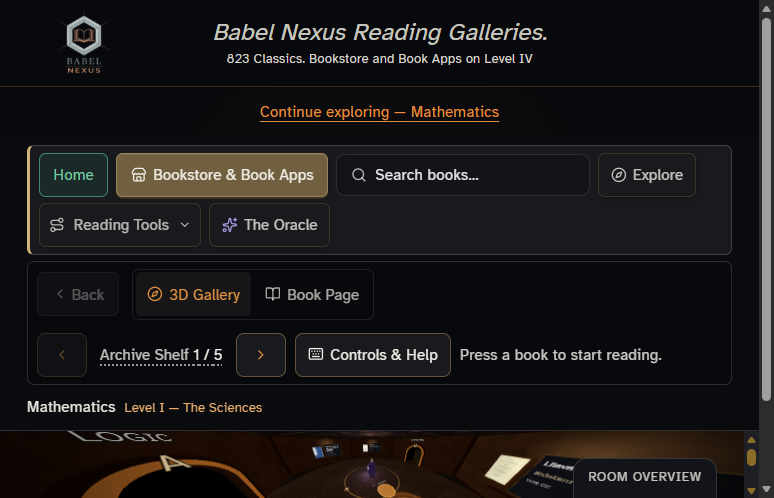 BABEL
NEXUS
Babel Nexus Reading Galleries.
823 Classics. Bookstore and Book Apps on Level IV
Continue exploring — Mathematics
Home
Bookstore & Book Apps
Search books...
Explore
Reading Tools
The Oracle
Back
3D Gallery
Book Page
Archive Shelf 1 / 5
Controls & Help
Press a book to start reading.
Mathematics Level I — The Sciences
LOGIC
A
ROOM OVERVIEW